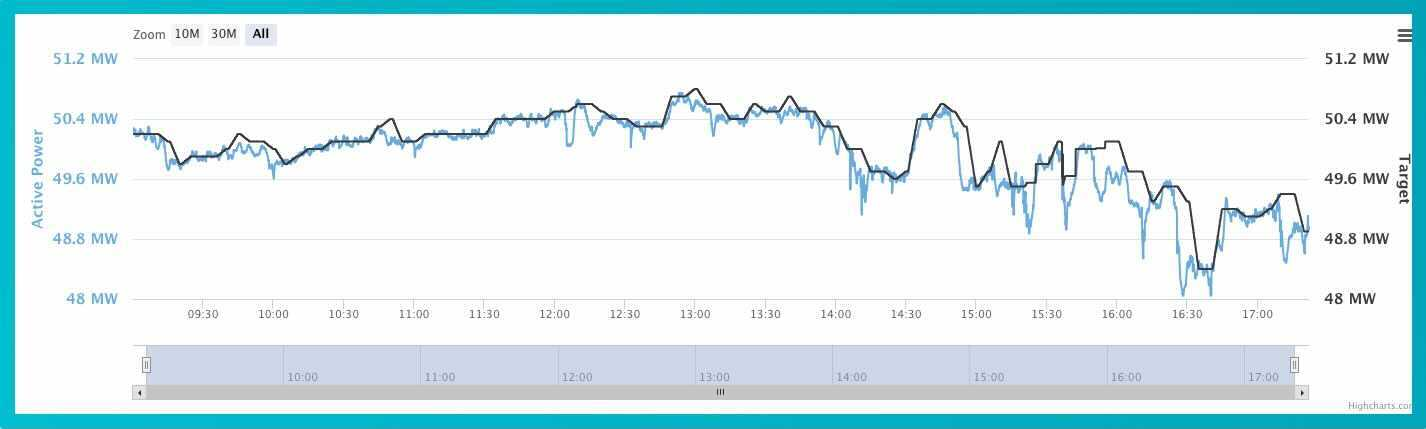 Zoom 10M 30M All
51.2 MW 51.2 MW
50.4 MW 50.4 MW
49.6 MW 49.6 MW
48.8 MW 48.8 MW
48 MW 48 MW
Active Power
Target
09:30 10:00 10:30 11:00 11:30 12:00 12:30 13:00 13:30 14:00 14:30 15:00 15:30 16:00 16:30 17:00
10:00 11:00 12:00 13:00 14:00 15:00 16:00 17:00
Highcharts.com